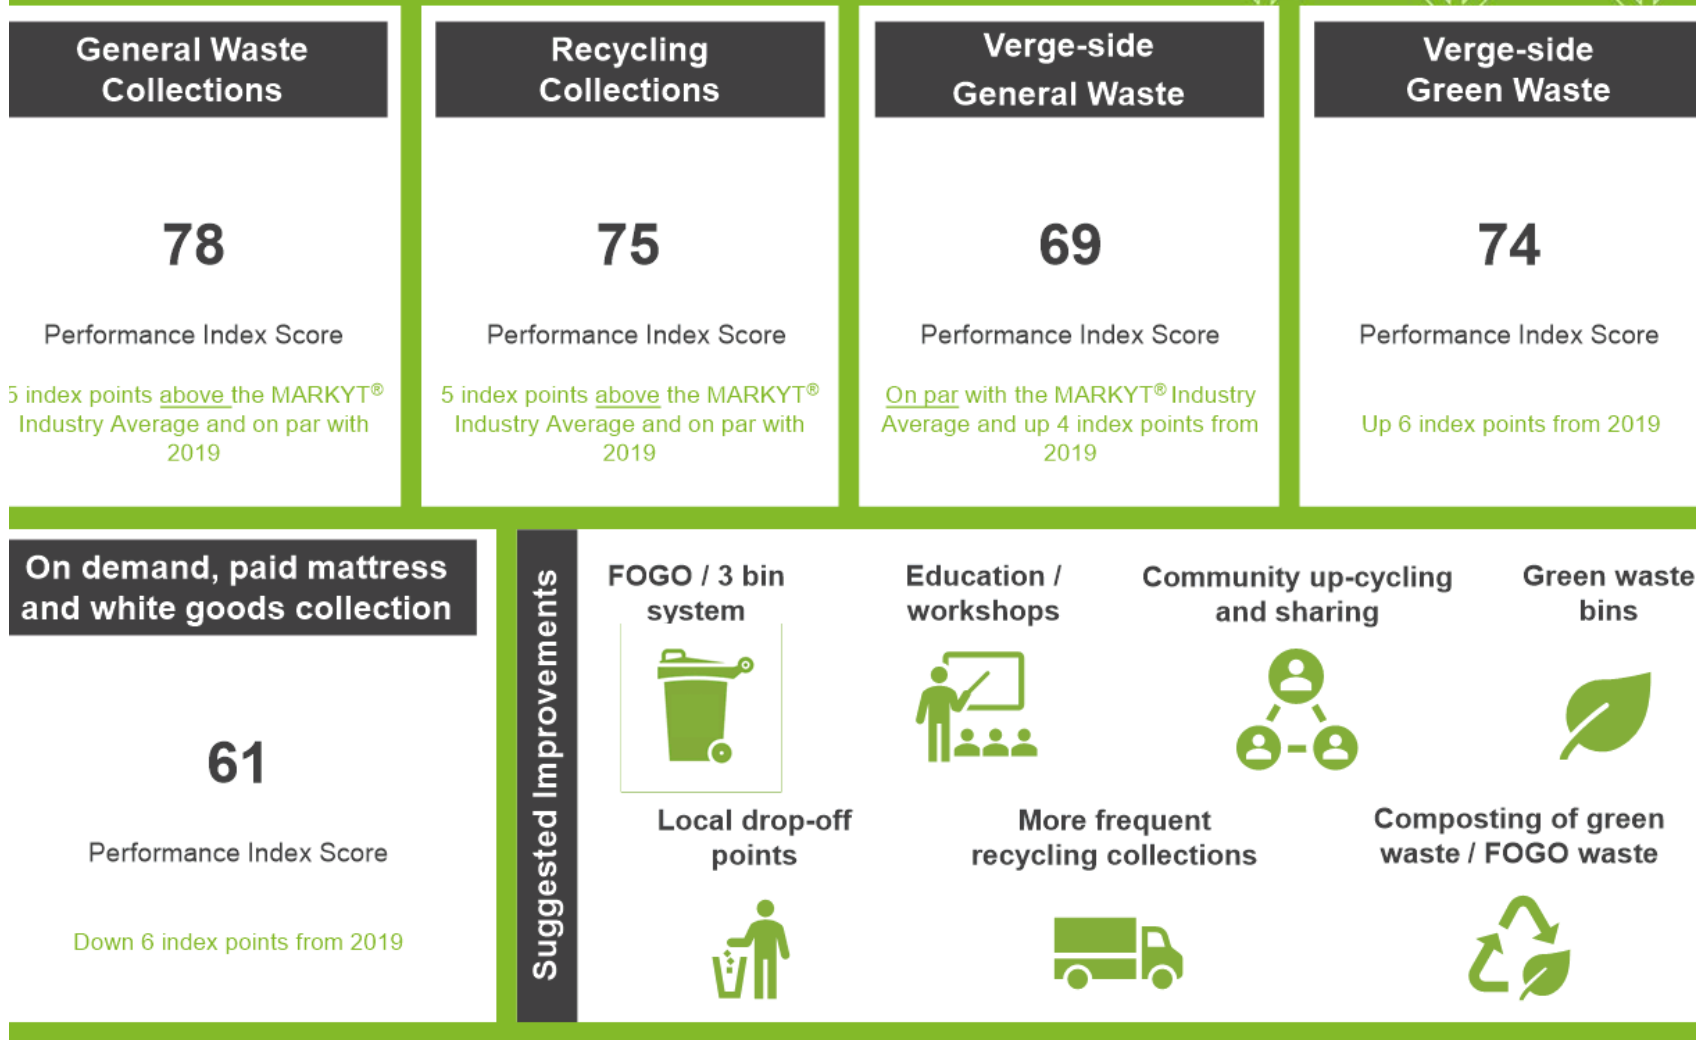 General Waste
Collections
78
Performance Index Score
5 index points above the MARKYT®
Industry Average and on par with
2019
Recycling
Collections
75
Performance Index Score
5 index points above the MARKYT®
Industry Average and on par with
2019
Verge-side
General Waste
69
Performance Index Score
On par with the MARKYT® Industry
Average and up 4 index points from
2019
Verge-side
Green Waste
74
Performance Index Score
Up 6 index points from 2019
On demand, paid mattress
and white goods collection
61
Performance Index Score
Down 6 index points from 2019
Suggested Improvements
FOGO / 3 bin
system
Education /
workshops
Community up-cycling
and sharing
Green waste
bins
Local drop-off
points
More frequent
recycling collections
Composting of green
waste / FOGO waste